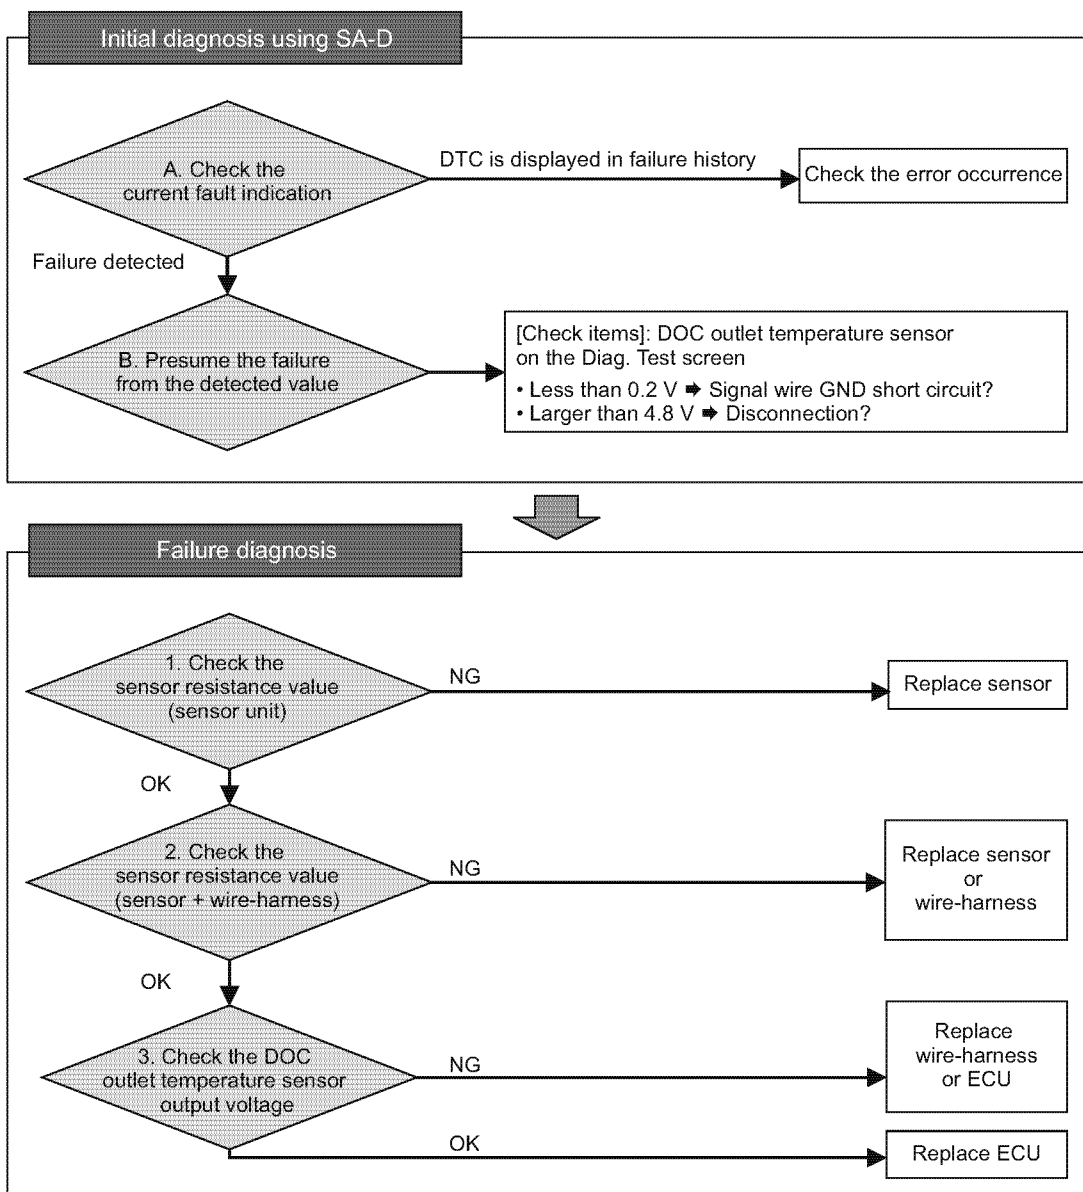 Initial diagnosis using SA-D
A. Check the
current fault indication
DTC is displayed in failure history
Check the error occurrence
Failure detected
B. Presume the failure
from the detected value
[Check items]: DOC outlet temperature sensor
on the Diag. Test screen
• Less than 0.2 V ➡ Signal wire GND short circuit?
• Larger than 4.8 V ➡ Disconnection?
Failure diagnosis
1. Check the
sensor resistance value
(sensor unit)
NG
Replace sensor
OK
2. Check the
sensor resistance value
(sensor + wire-harness)
NG
Replace sensor
or
wire-harness
OK
3. Check the DOC
outlet temperature sensor
output voltage
NG
Replace
wire-harness
or ECU
OK
Replace ECU